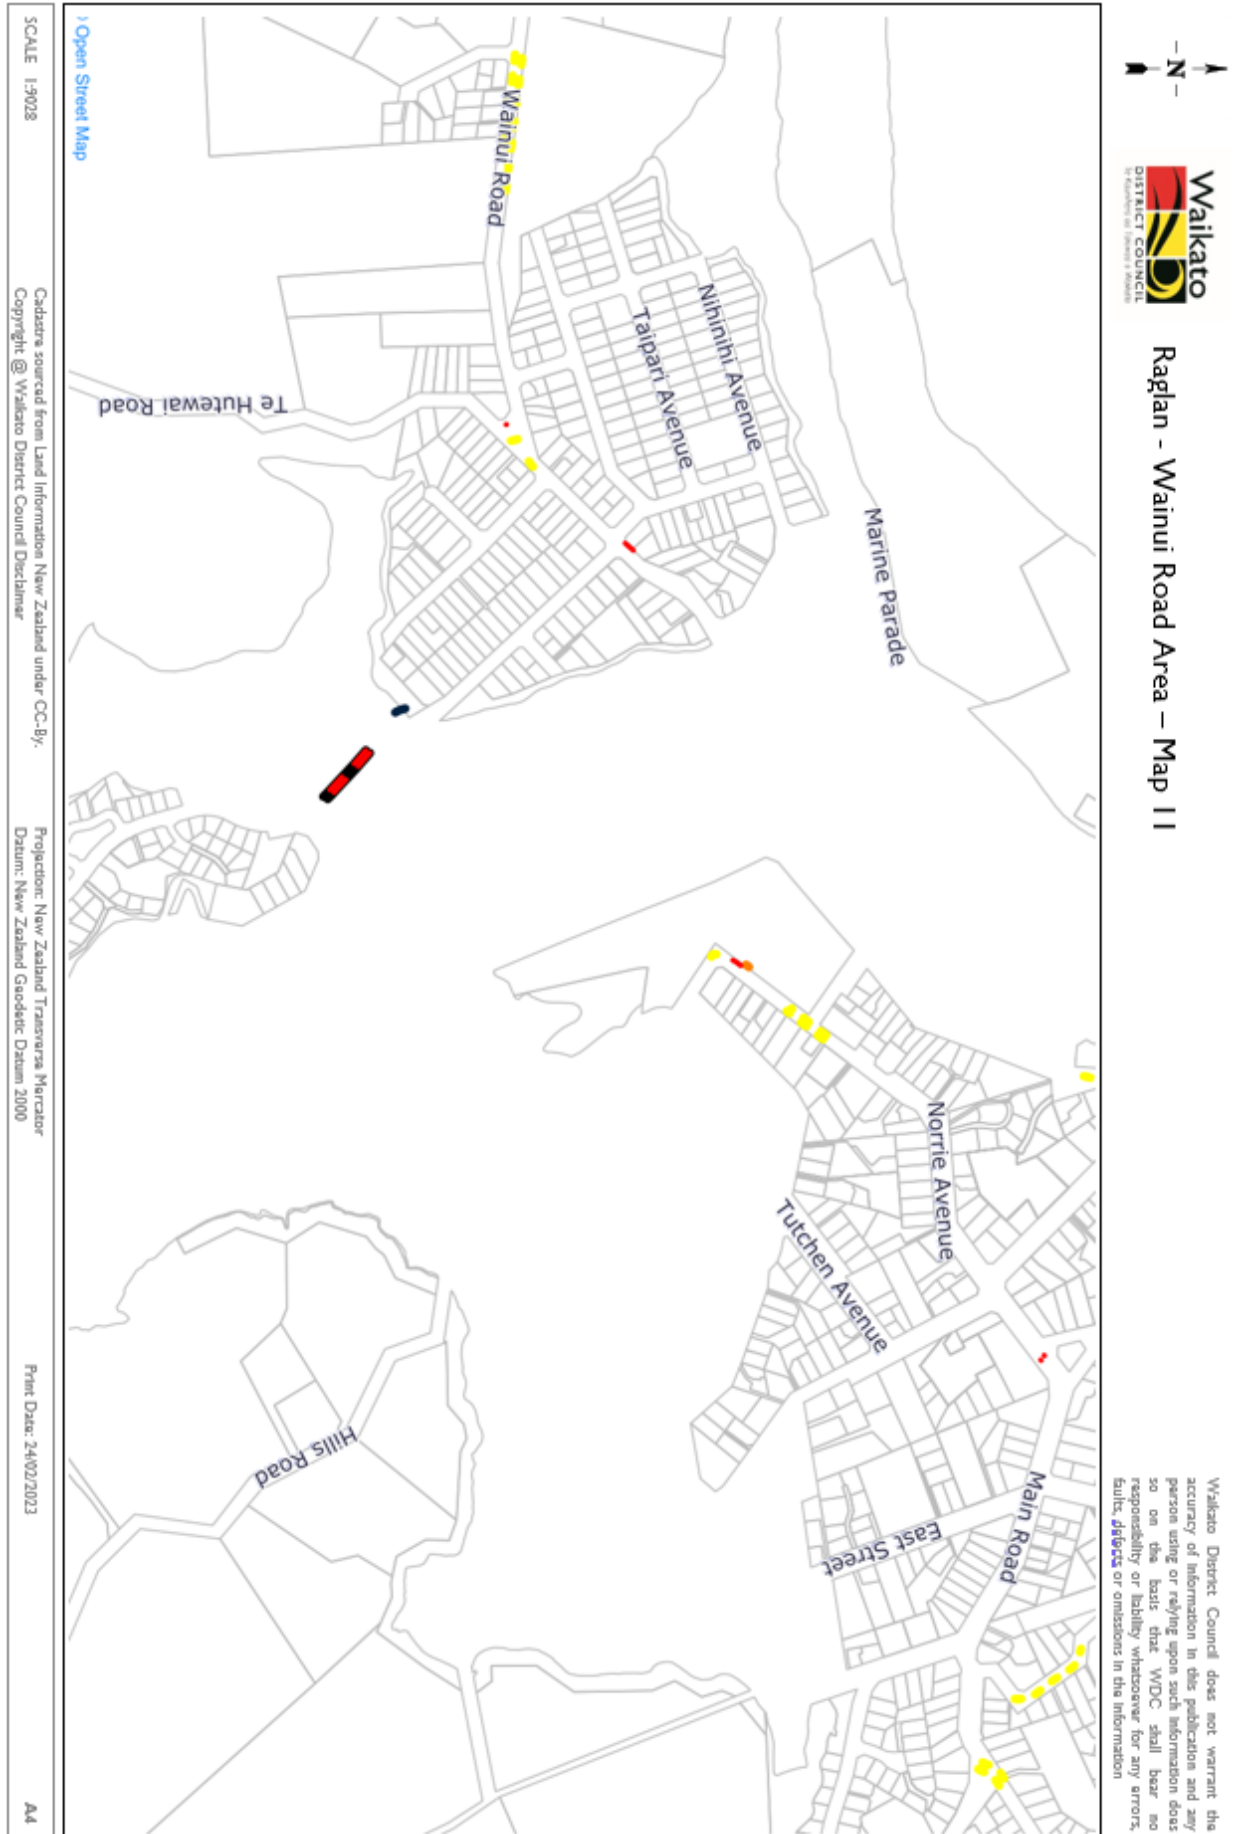 – N –
Waikato
DISTRICT COUNCIL
Raglan - Wainui Road Area – Map 11
Waikato District Council does not warrant the
accuracy of information in this publication and any
person using or relying upon such information does
so on the basis that WDC shall bear no
responsibility or liability whatsoever for any errors,
faults, defects or omissions in the information
Marine Parade
Nihinihi Avenue
Taipari Avenue
Wainui Road
Te Hutewai Road
Norrie Avenue
Tutchen Avenue
Main Road
East Street
Hills Road
Open Street Map
SCALE 1:9028
Cadastre sourced from Land Information New Zealand under CC-By.
Copyright @ Waikato District Council Disclaimer
Projection: New Zealand Transverse Mercator
Datum: New Zealand Geodetic Datum 2000
Print Date: 24/02/2023
A4